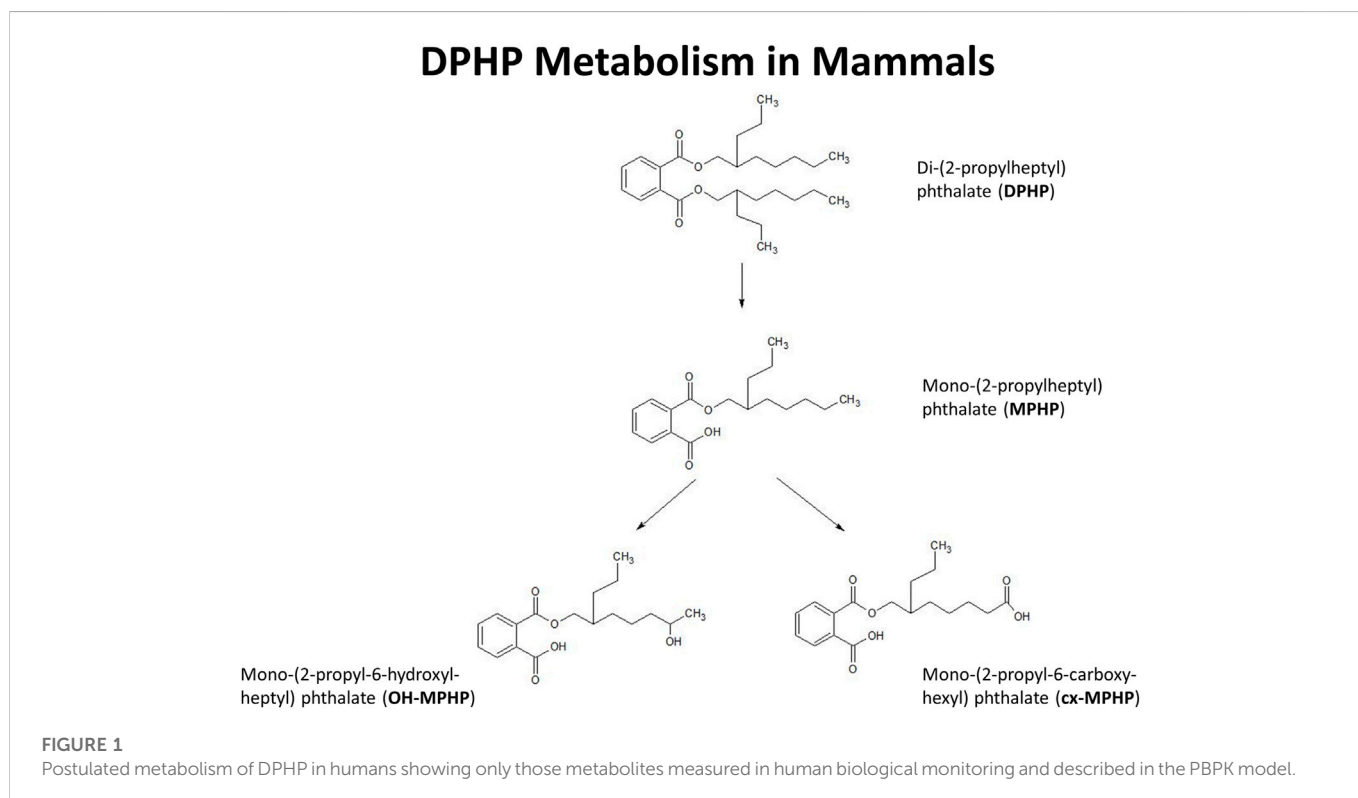 DPHP Metabolism in Mammals
CH3
O
O
CH3
Di-(2-propylheptyl)
phthalate (DPHP)
O
CH3
O
CH3
CH3
O
O
CH3
Mono-(2-propylheptyl)
phthalate (MPHP)
OH
O
CH3
O
O
CH3
OH
OH
O
Mono-(2-propyl-6-hydroxyl-
heptyl) phthalate (OH-MPHP)
CH3
O
O
O
OH
OH
O
Mono-(2-propyl-6-carboxy-
hexyl) phthalate (cx-MPHP)
FIGURE 1
Postulated metabolism of DPHP in humans showing only those metabolites measured in human biological monitoring and described in the PBPK model.